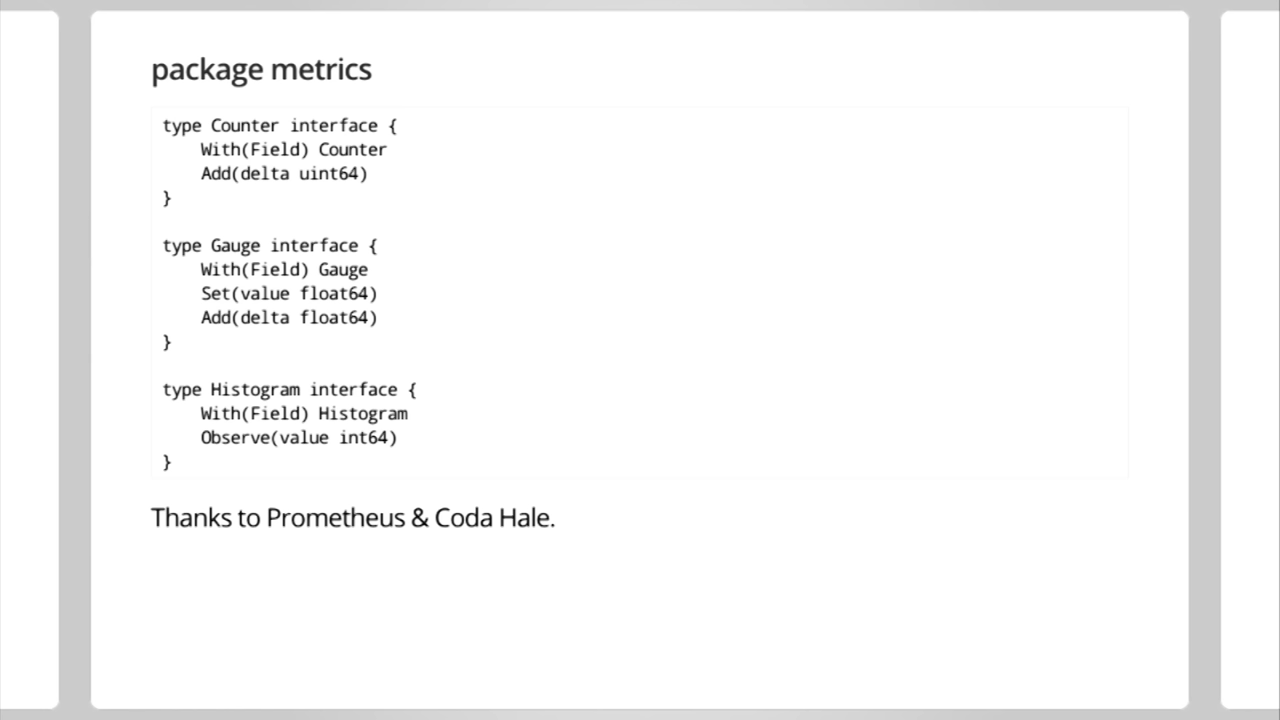 package metrics
type Counter interface {
    With(Field) Counter
    Add(delta uint64)
}
type Gauge interface {
    With(Field) Gauge
    Set(value float64)
    Add(delta float64)
}
type Histogram interface {
    With(Field) Histogram
    Observe(value int64)
}
Thanks to Prometheus & Coda Hale.